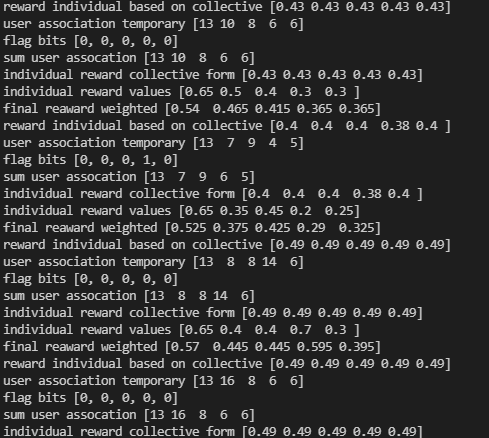 reward individual based on collective [0.43 0.43 0.43 0.43 0.43]
user association temporary [13 10  8  6  6]
flag bits [0, 0, 0, 0, 0]
sum user assocation [13 10  8  6  6]
individual reward collective form [0.43 0.43 0.43 0.43 0.43]
individual reward values [0.65 0.5  0.4  0.3  0.3 ]
final reaward weighted [0.54  0.465 0.415 0.365 0.365]
reward individual based on collective [0.4  0.4  0.4  0.38 0.4 ]
user association temporary [13  7  9  4  5]
flag bits [0, 0, 0, 1, 0]
sum user assocation [13  7  9  6  5]
individual reward collective form [0.4  0.4  0.4  0.38 0.4 ]
individual reward values [0.65 0.35 0.45 0.2  0.25]
final reaward weighted [0.525 0.375 0.425 0.29  0.325]
reward individual based on collective [0.49 0.49 0.49 0.49 0.49]
user association temporary [13  8  8 14  6]
flag bits [0, 0, 0, 0, 0]
sum user assocation [13  8  8 14  6]
individual reward collective form [0.49 0.49 0.49 0.49 0.49]
individual reward values [0.65 0.4  0.4  0.7  0.3 ]
final reaward weighted [0.57  0.445 0.445 0.595 0.395]
reward individual based on collective [0.49 0.49 0.49 0.49 0.49]
user association temporary [13 16  8  6  6]
flag bits [0, 0, 0, 0, 0]
sum user assocation [13 16  8  6  6]
individual reward collective form [0.49 0.49 0.49 0.49 0.49]